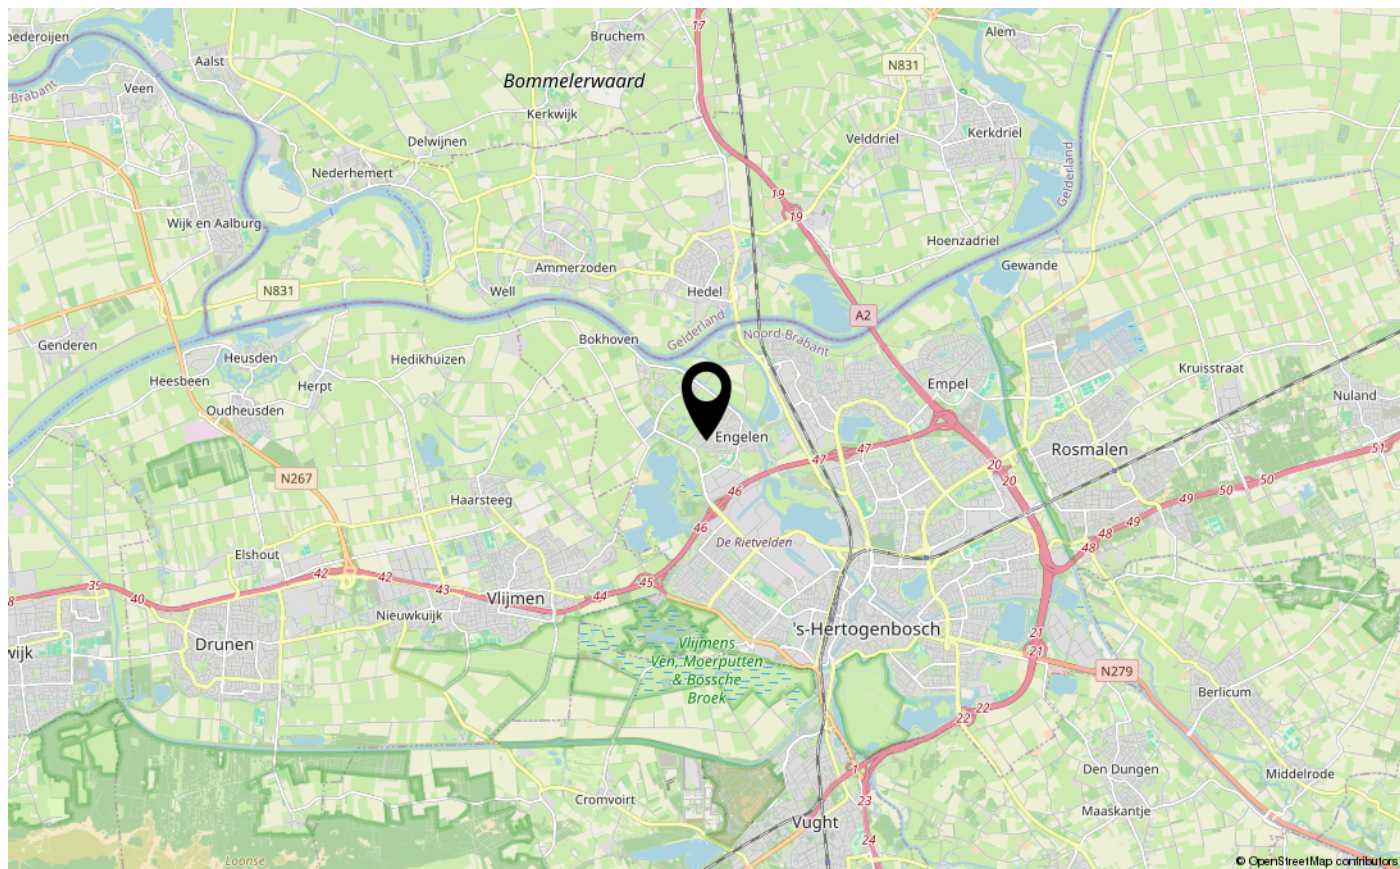 17
Alem
Bruchem
oederoijen
Aalst
N831
Bommelerwaard
Veen
Brabant
Kerkwijk
Velddriel
Kerkdriel
Delwijnen
Nederhemert
Gelderland
19
19
Wijk en Aalburg
Hoenzadriel
Gewande
Ammerzoden
N831
Well
Hedel
A2
Gelderland
Noord-Brabant
Bokhoven
Genderen
Heusden
Hedikhuizen
Kruisstraat
Heesbeen
Herpt
Empel
Nuland
Oudheusden
Engelen
47
47
Rosmalen
51
20
20
N267
46
50
50
49
Haarsteeg
46
49
48
48
De Rietvelden
Elshout
42
42
43
45
44
39
40
8
Vlijmen
Nieuwkuijk
's-Hertogenbosch
21
21
Drunen
wijk
Vlijmens
Ven, Moerputten
& Bossche
Broek
N279
Berlicum
22
22
Den Dungen
1
Middelrode
Cromvoirt
23
Maaskantje
Vught
24
Loonse
© OpenStreetMap contributors